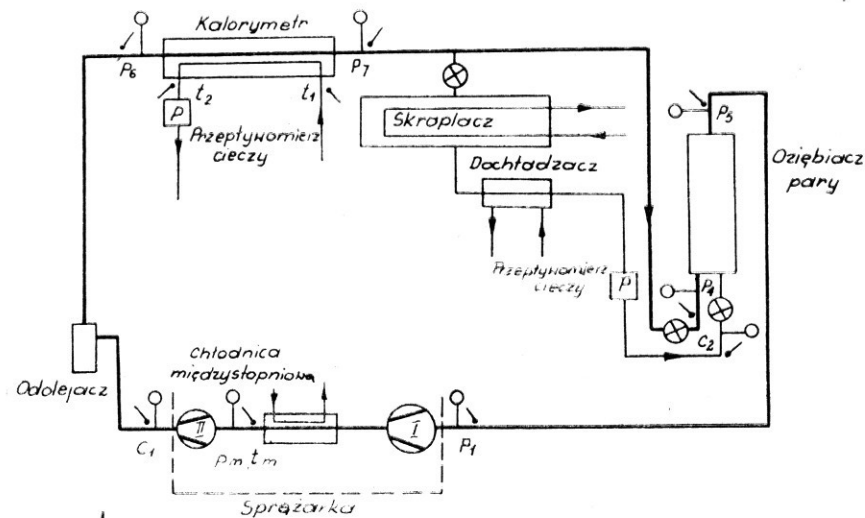 Kalorymetr
P6
P7
t2
t1
P
Przepływomierz
cieczy
Skraplacz
Dochładzacz
P5
Oziębiacz
pary
Przepływomierz
cieczy
P
P4
C2
Chłodnica
międzystopniowa
Odolejacz
II
I
C1
pm, tm
P1
Sprężarka